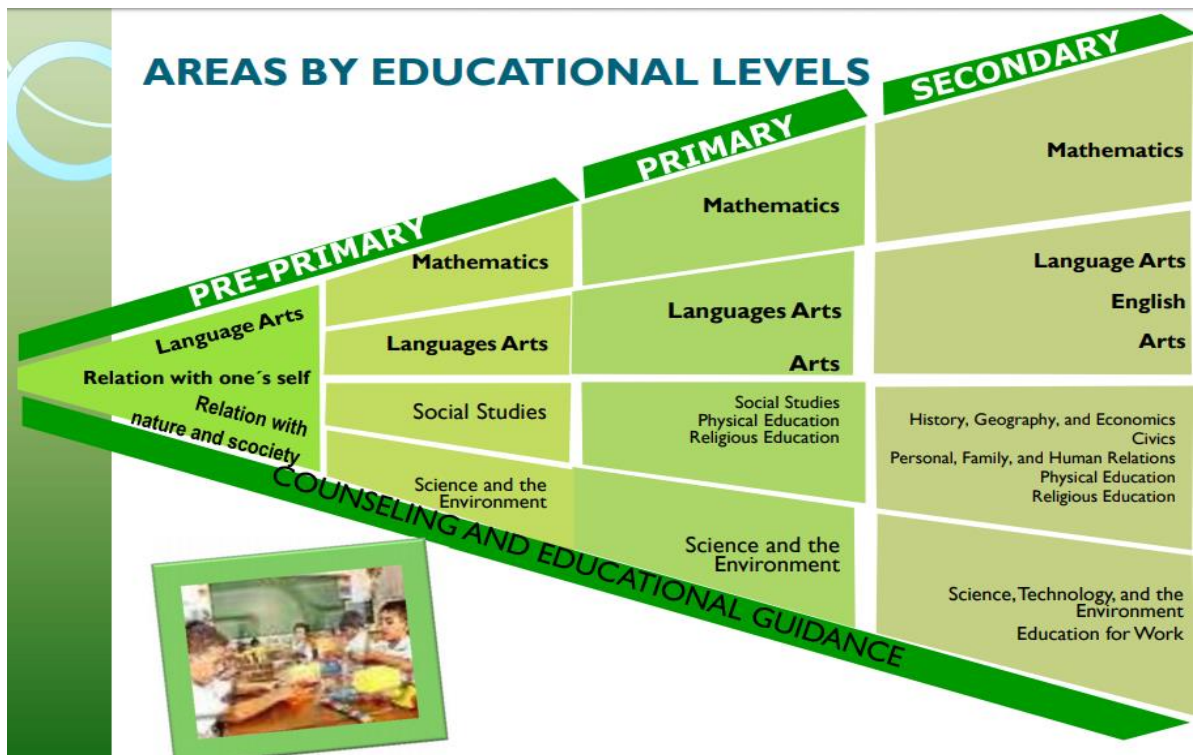 AREAS BY EDUCATIONAL LEVELS
PRE-PRIMARY
PRIMARY
SECONDARY
Language Arts
Relation with one´s self
Relation with
nature and scociety
Mathematics
Languages Arts
Social Studies
Science and the
Environment
Mathematics
Languages Arts
Arts
Social Studies
Physical Education
Religious Education
Science and the
Environment
Mathematics
Language Arts
English
Arts
History, Geography, and Economics
Civics
Personal, Family, and Human Relations
Physical Education
Religious Education
Science, Technology, and the
Environment
Education for Work
COUNSELING AND EDUCATIONAL GUIDANCE